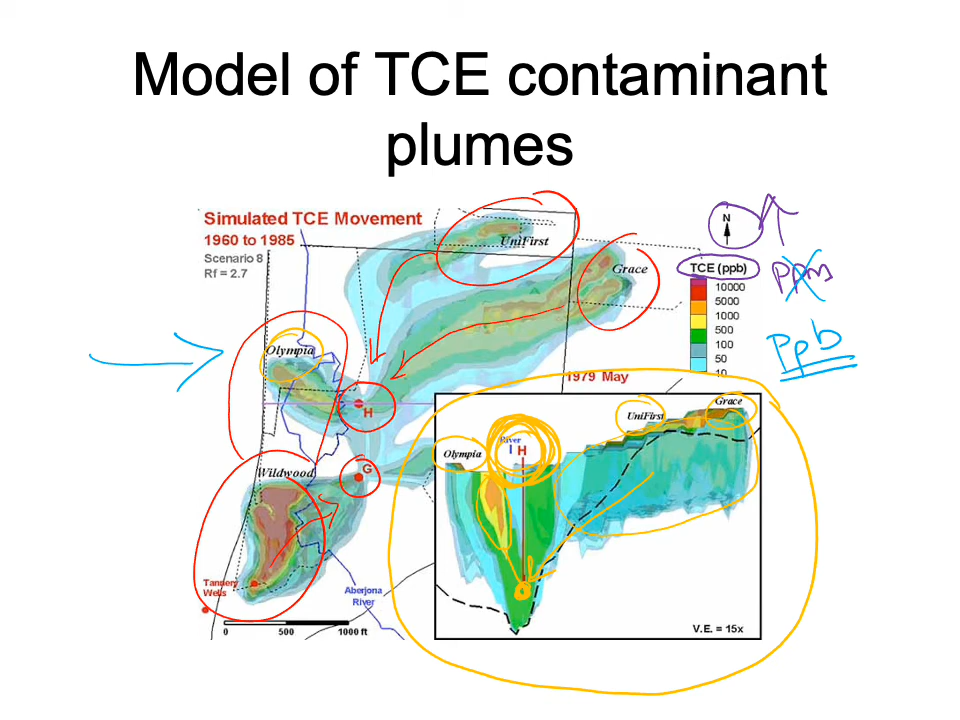 Model of TCE contaminant
plumes
Simulated TCE Movement
1960 to 1985
Scenario 8
Rf = 2.7
UniFirst
Grace
N
TCE (ppb)
ppm
10000
5000
1000
500
100
50
10
ppb
Olympia
H
1979 May
Wildwood
G
Tannery
Wells
Aberjona
River
0 500 1000 ft
Olympia
River
H
UniFirst
Grace
V.E. = 15x